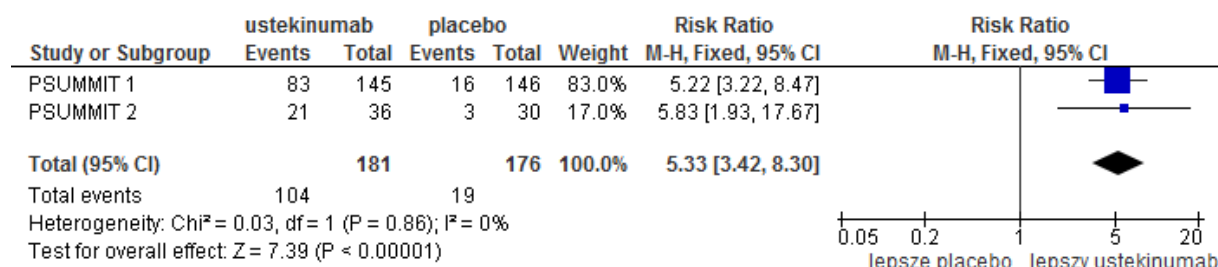 ustekinumab placebo Risk Ratio Risk Ratio
Study or Subgroup Events Total Events Total Weight M-H, Fixed, 95% CI M-H, Fixed, 95% CI
PSUMMIT 1 83 145 16 146 83.0% 5.22 [3.22, 8.47]
PSUMMIT 2 21 36 3 30 17.0% 5.83 [1.93, 17.67]
Total (95% CI) 181 176 100.0% 5.33 [3.42, 8.30]
Total events 104 19
Heterogeneity: Chi² = 0.03, df = 1 (P = 0.86); I² = 0%
Test for overall effect: Z = 7.39 (P < 0.00001)
0.05 0.2 1 5 20
lepsze placebo lepszy ustekinumab